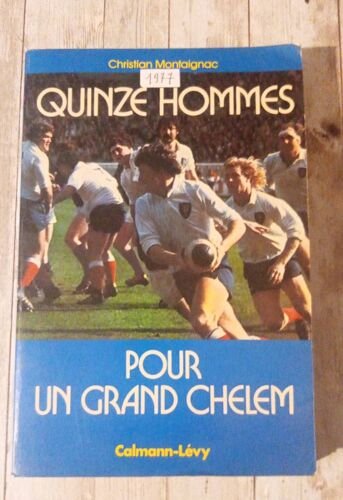 Christian Montaignac
1977
QUINZE HOMMES
POUR
UN GRAND CHELEM
Calmann-Lévy